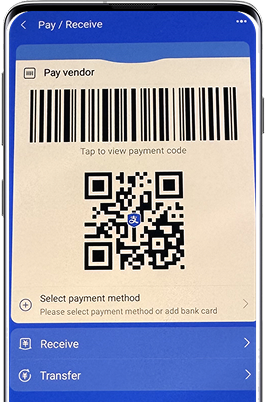 Pay / Receive
Pay vendor
Tap to view payment code
支
Select payment method
Please select payment method or add bank card
Receive
Transfer